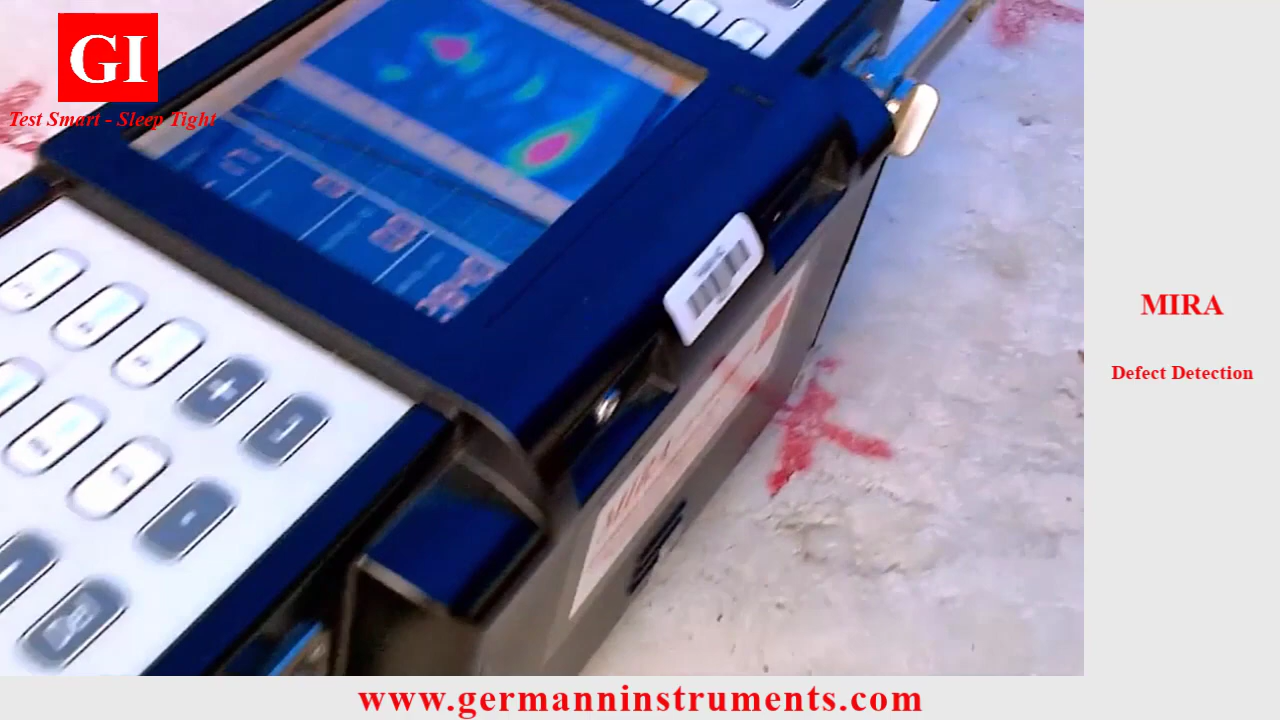 GI
Test Smart - Sleep Tight
MIRA
Defect Detection
www.germanninstruments.com